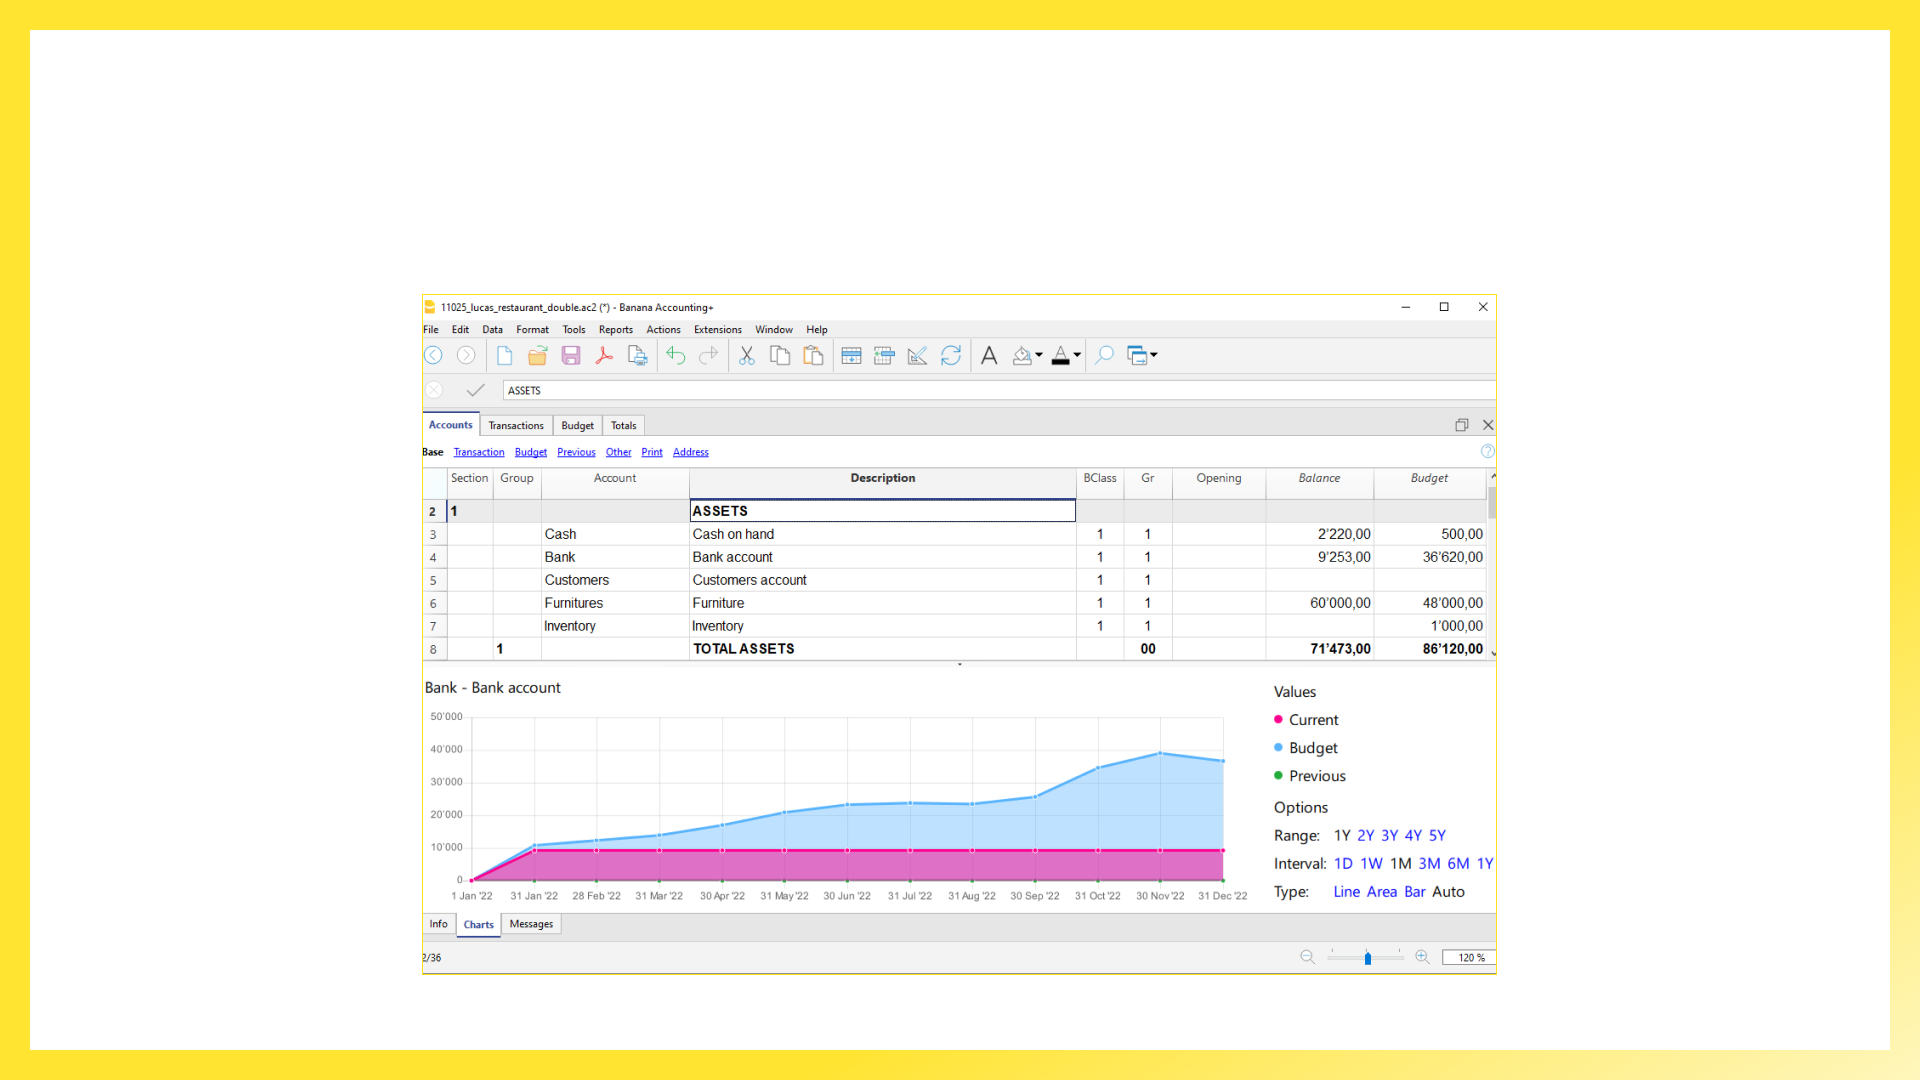 11025_lucas_restaurant_double.ac2 (*) - Banana Accounting+
File Edit Data Format Tools Reports Actions Extensions Window Help
ASSETS
Accounts Transactions Budget Totals
Base Transaction Budget Previous Other Print Address
Section Group Account Description BClass Gr Opening Balance Budget
2 1 ASSETS
3 Cash Cash on hand 1 1 2'220,00 500,00
4 Bank Bank account 1 1 9'253,00 36'620,00
5 Customers Customers account 1 1
6 Furnitures Furniture 1 1 60'000,00 48'000,00
7 Inventory Inventory 1 1 1'000,00
8 1 TOTAL ASSETS 00 71'473,00 86'120,00
Bank - Bank account
50'000
40'000
30'000
20'000
10'000
0
1 Jan '22 31 Jan '22 28 Feb '22 31 Mar '22 30 Apr '22 31 May '22 30 Jun '22 31 Jul '22 31 Aug '22 30 Sep '22 31 Oct '22 30 Nov '22 31 Dec '22
Values
Current
Budget
Previous
Options
Range: 1Y 2Y 3Y 4Y 5Y
Interval: 1D 1W 1M 3M 6M 1Y
Type: Line Area Bar Auto
Info Charts Messages
2/36
120 %